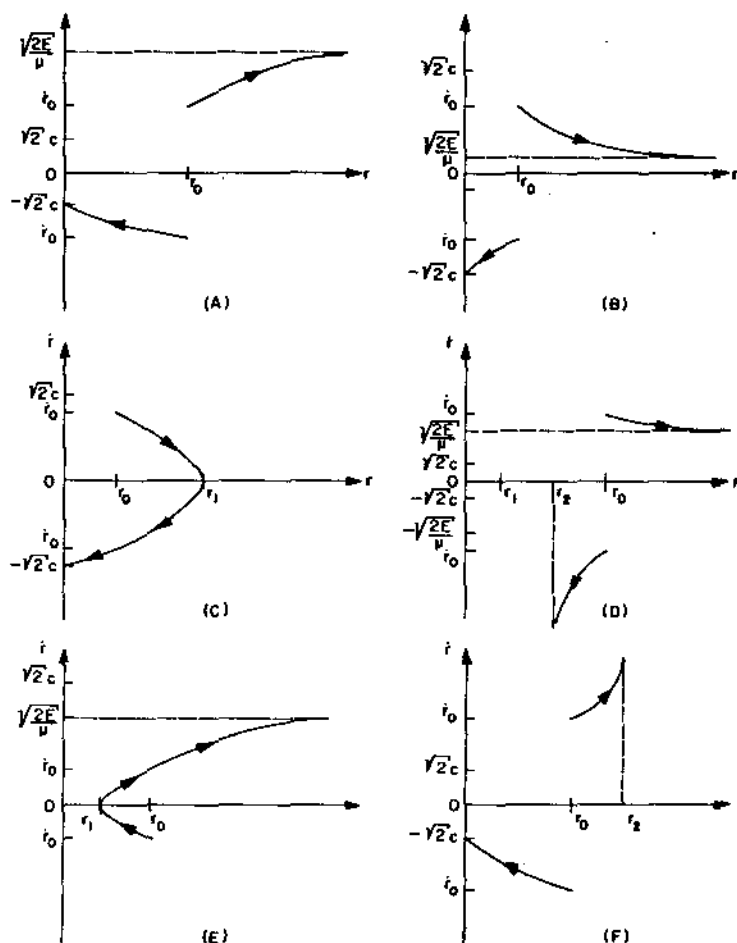 √2E/μ
ṙ₀
√2 c
0
r₀
r
-√2 c
ṙ₀
(A)
√2 c
ṙ₀
√2E/μ
0
r₀
r
ṙ₀
-√2 c
(B)
ṙ
√2 c
ṙ₀
0
r₀
r₁
r
ṙ₀
-√2 c
(C)
ṙ
ṙ₀
√2E/μ
√2 c
0
r₁
r₂
r₀
r
-√2 c
-√2E/μ
ṙ₀
(D)
ṙ
√2 c
√2E/μ
ṙ₀
0
r₁
r₀
ṙ₀
(E)
ṙ
ṙ₀
√2 c
0
r₀
r₂
-√2 c
ṙ₀
(F)